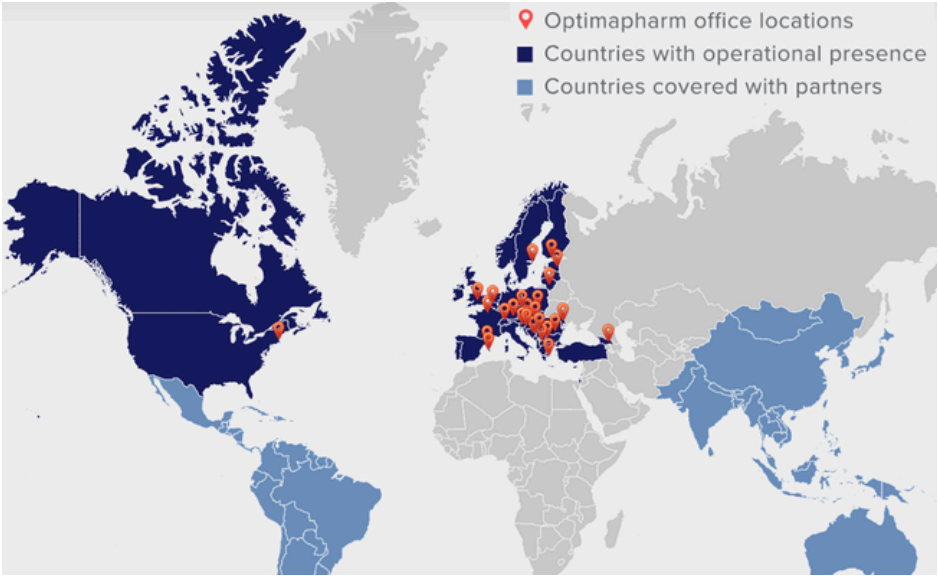 Optimapharm office locations
Countries with operational presence
Countries covered with partners